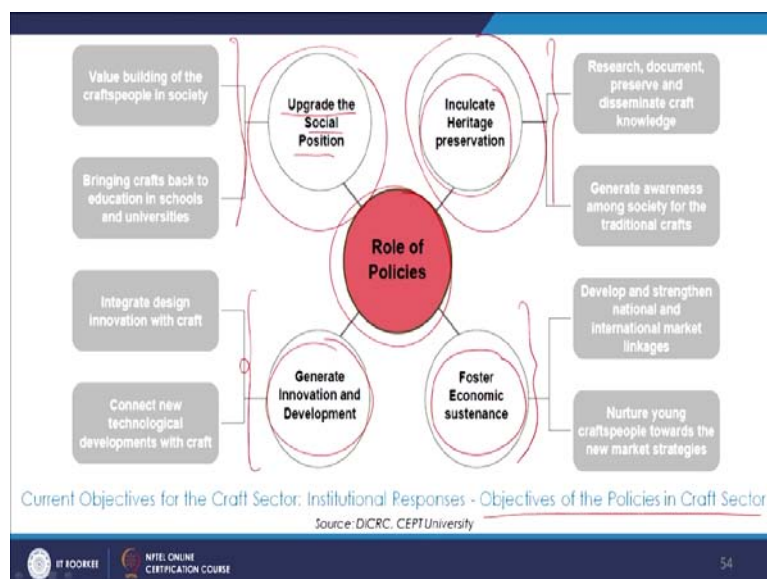 Value building of the
craftspeople in society
Bringing crafts back to
education in schools
and universities
Upgrade the
Social
Position
Inculcate
Heritage
preservation
Research, document,
preserve and
disseminate craft
knowledge
Generate awareness
among society for the
traditional crafts
Role of
Policies
Integrate design
innovation with craft
Connect new
technological
developments with craft
Generate
Innovation and
Development
Foster
Economic
sustenance
Develop and strengthen
national and
international market
linkages
Nurture young
craftspeople towards the
new market strategies
Current Objectives for the Craft Sector: Institutional Responses - Objectives of the Policies in Craft Sector
Source: DICRC, CEPT University
IIT ROORKEE
NPTEL ONLINE
CERTIFICATION COURSE
54